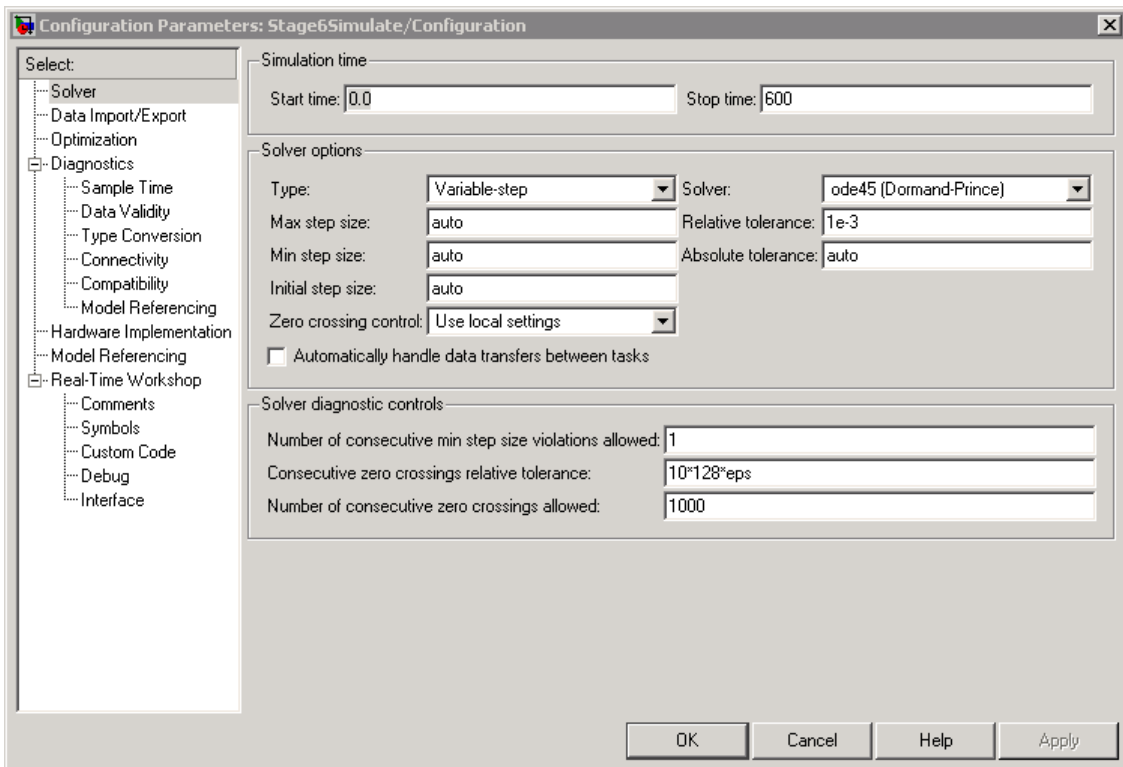 Configuration Parameters: Stage6Simulate/Configuration
Select:
Solver
Data Import/Export
Optimization
Diagnostics
Sample Time
Data Validity
Type Conversion
Connectivity
Compatibility
Model Referencing
Hardware Implementation
Model Referencing
Real-Time Workshop
Comments
Symbols
Custom Code
Debug
Interface
Simulation time
Start time: 0.0 Stop time: 600
Solver options
Type: Variable-step Solver: ode45 (Dormand-Prince)
Max step size: auto Relative tolerance: 1e-3
Min step size: auto Absolute tolerance: auto
Initial step size: auto
Zero crossing control: Use local settings
Automatically handle data transfers between tasks
Solver diagnostic controls
Number of consecutive min step size violations allowed: 1
Consecutive zero crossings relative tolerance: 10*128*eps
Number of consecutive zero crossings allowed: 1000
OK Cancel Help Apply